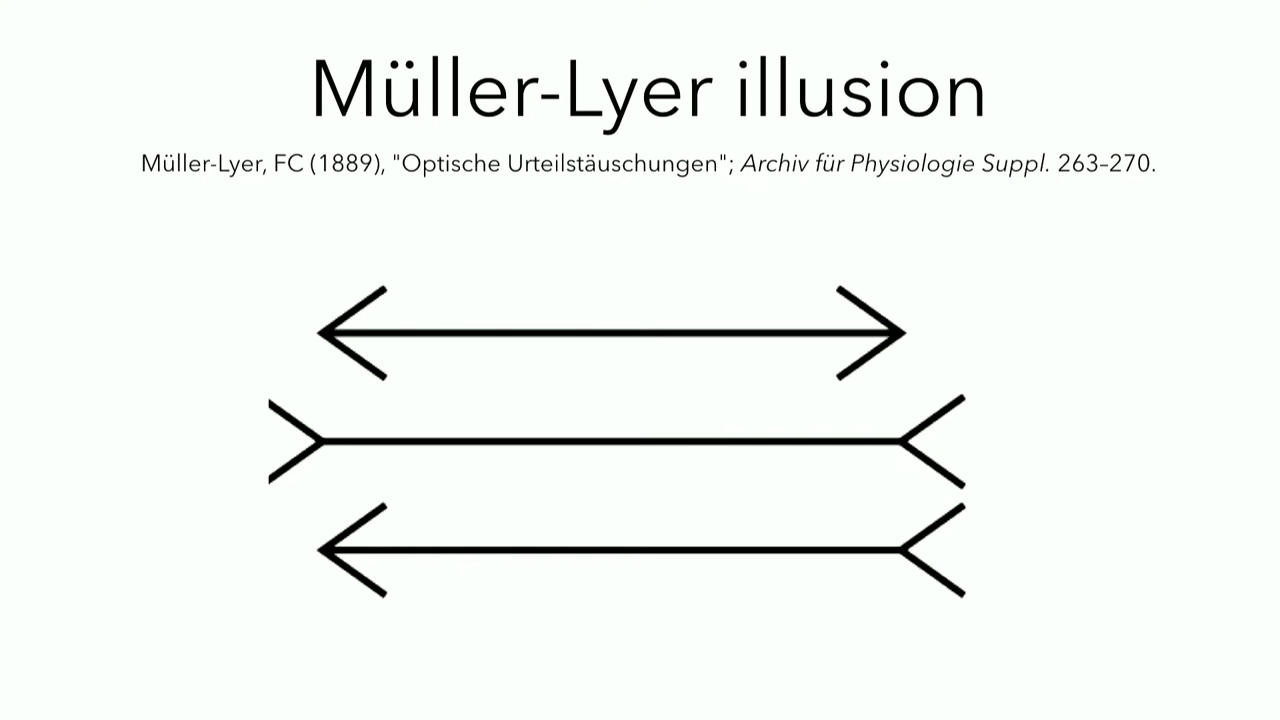 Müller-Lyer illusion
Müller-Lyer, FC (1889), "Optische Urteilstäuschungen"; Archiv für Physiologie Suppl. 263–270.